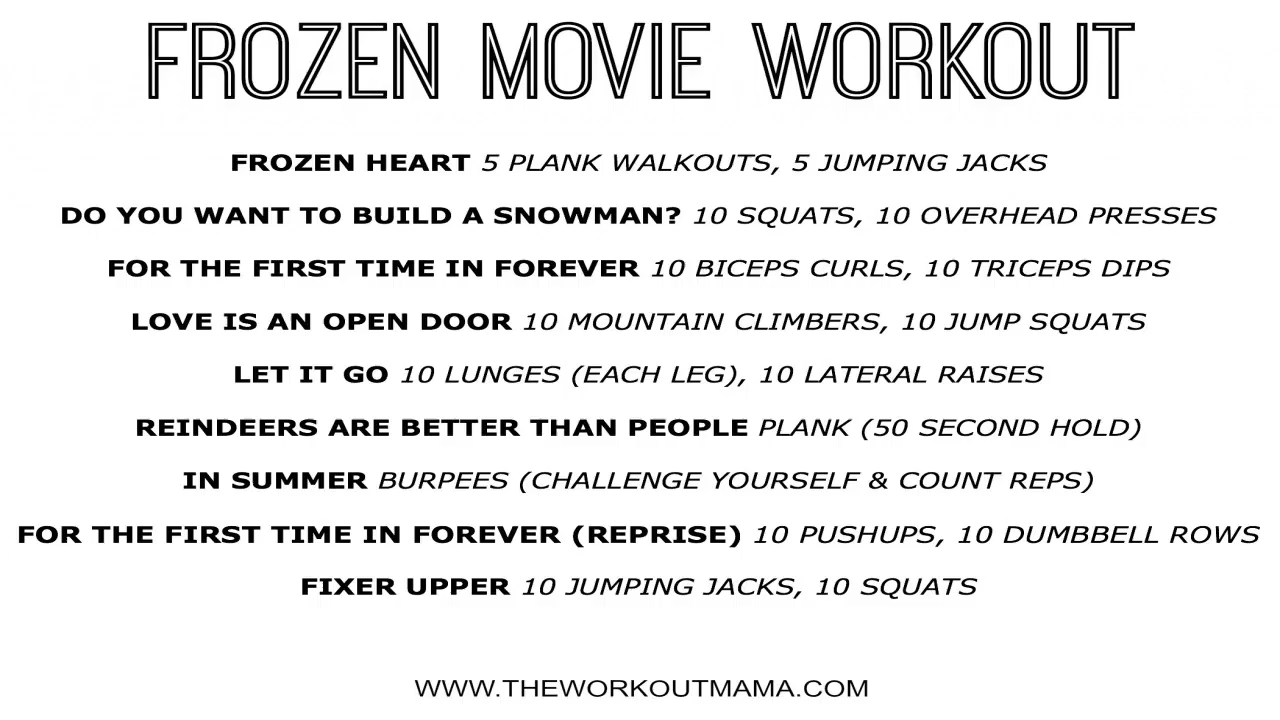 FROZEN MOVIE WORKOUT
FROZEN HEART 5 PLANK WALKOUTS, 5 JUMPING JACKS
DO YOU WANT TO BUILD A SNOWMAN? 10 SQUATS, 10 OVERHEAD PRESSES
FOR THE FIRST TIME IN FOREVER 10 BICEPS CURLS, 10 TRICEPS DIPS
LOVE IS AN OPEN DOOR 10 MOUNTAIN CLIMBERS, 10 JUMP SQUATS
LET IT GO 10 LUNGES (EACH LEG), 10 LATERAL RAISES
REINDEERS ARE BETTER THAN PEOPLE PLANK (50 SECOND HOLD)
IN SUMMER BURPEES (CHALLENGE YOURSELF & COUNT REPS)
FOR THE FIRST TIME IN FOREVER (REPRISE) 10 PUSHUPS, 10 DUMBBELL ROWS
FIXER UPPER 10 JUMPING JACKS, 10 SQUATS
WWW.THEWORKOUTMAMA.COM